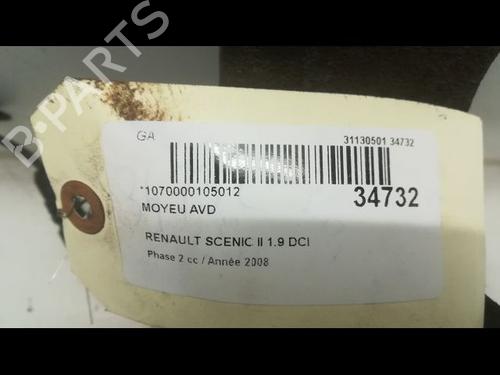 B-PARTS
GA
31130501 34732
*1070000105012
34732
MOYEU AVD
RENAULT SCENIC II 1.9 DCI
Phase 2 cc / Année 2008